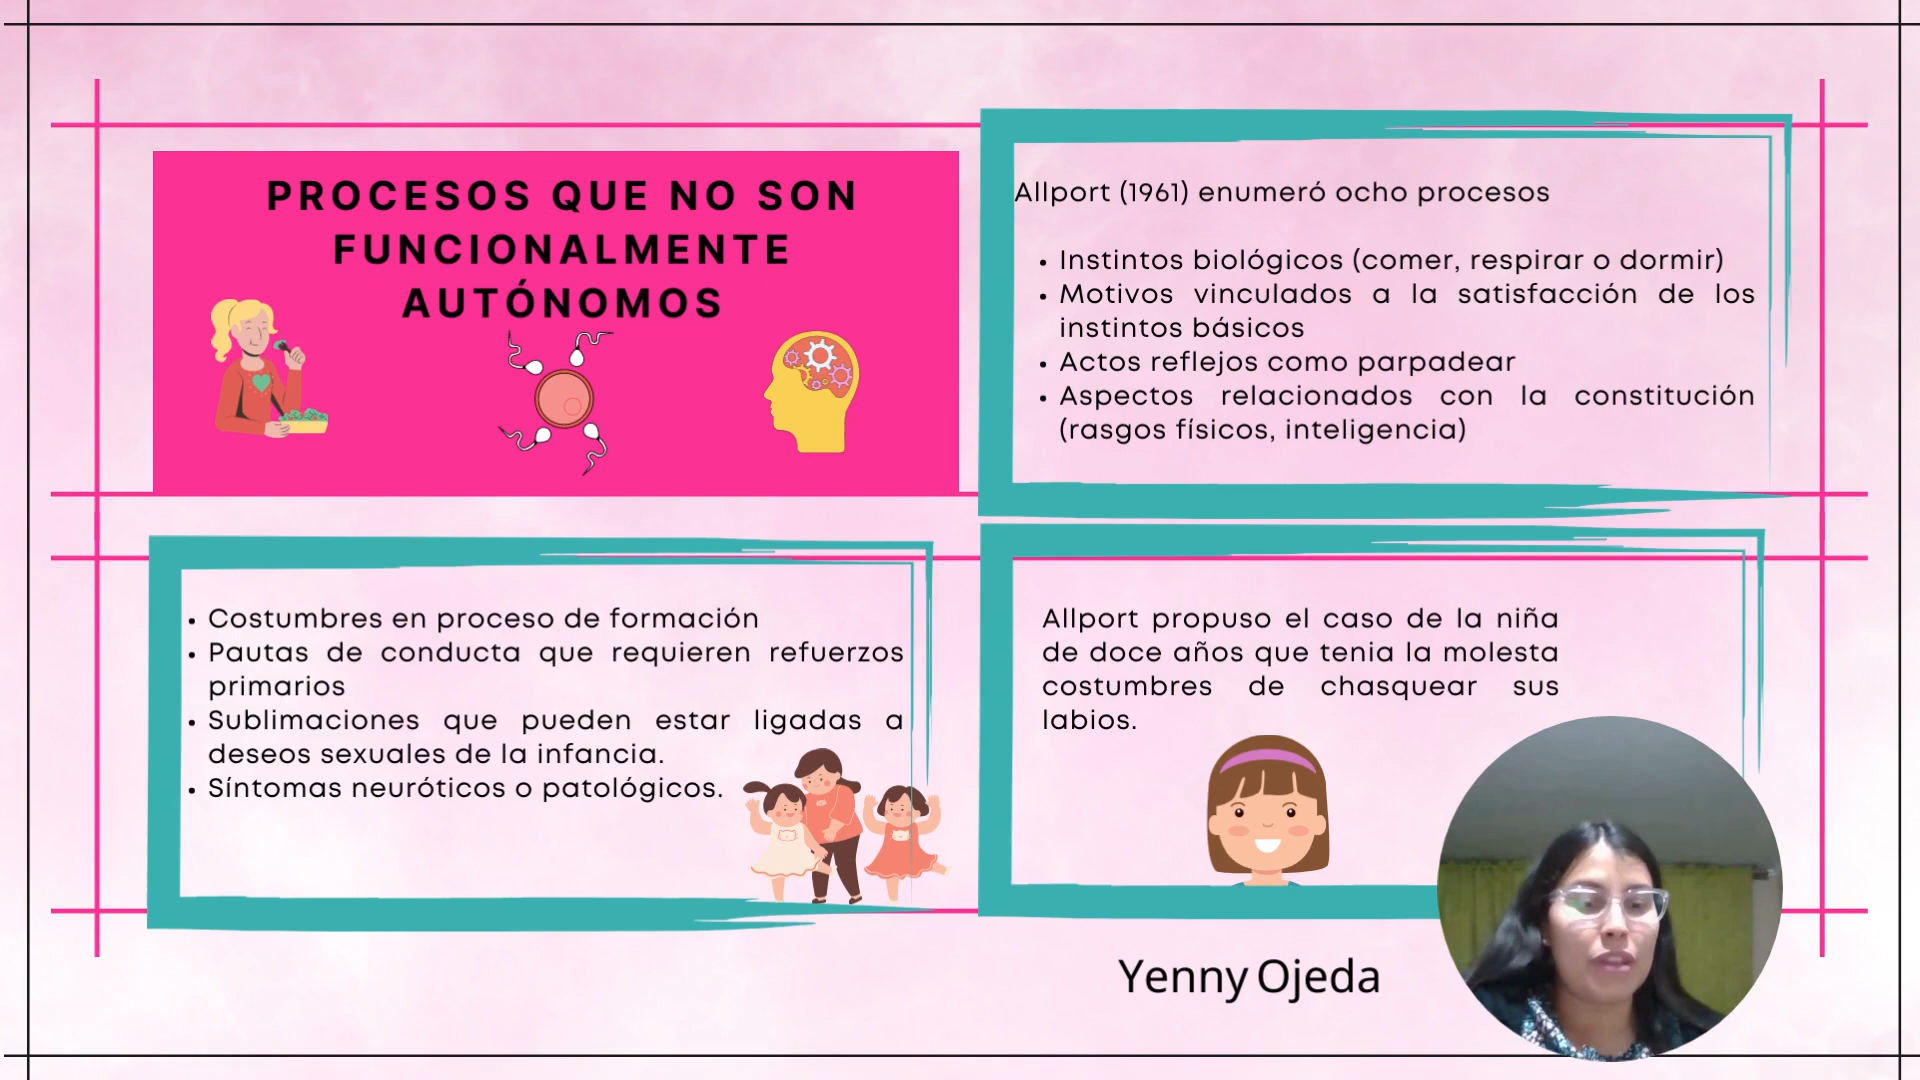 PROCESOS QUE NO SON
FUNCIONALMENTE
AUTÓNOMOS
Allport (1961) enumeró ocho procesos
• Instintos biológicos (comer, respirar o dormir)
• Motivos vinculados a la satisfacción de los
instintos básicos
• Actos reflejos como parpadear
• Aspectos relacionados con la constitución
(rasgos físicos, inteligencia)
• Costumbres en proceso de formación
• Pautas de conducta que requieren refuerzos
primarios
• Sublimaciones que pueden estar ligadas a
deseos sexuales de la infancia.
• Síntomas neuróticos o patológicos.
Allport propuso el caso de la niña
de doce años que tenia la molesta
costumbres de chasquear sus
labios.
Yenny Ojeda